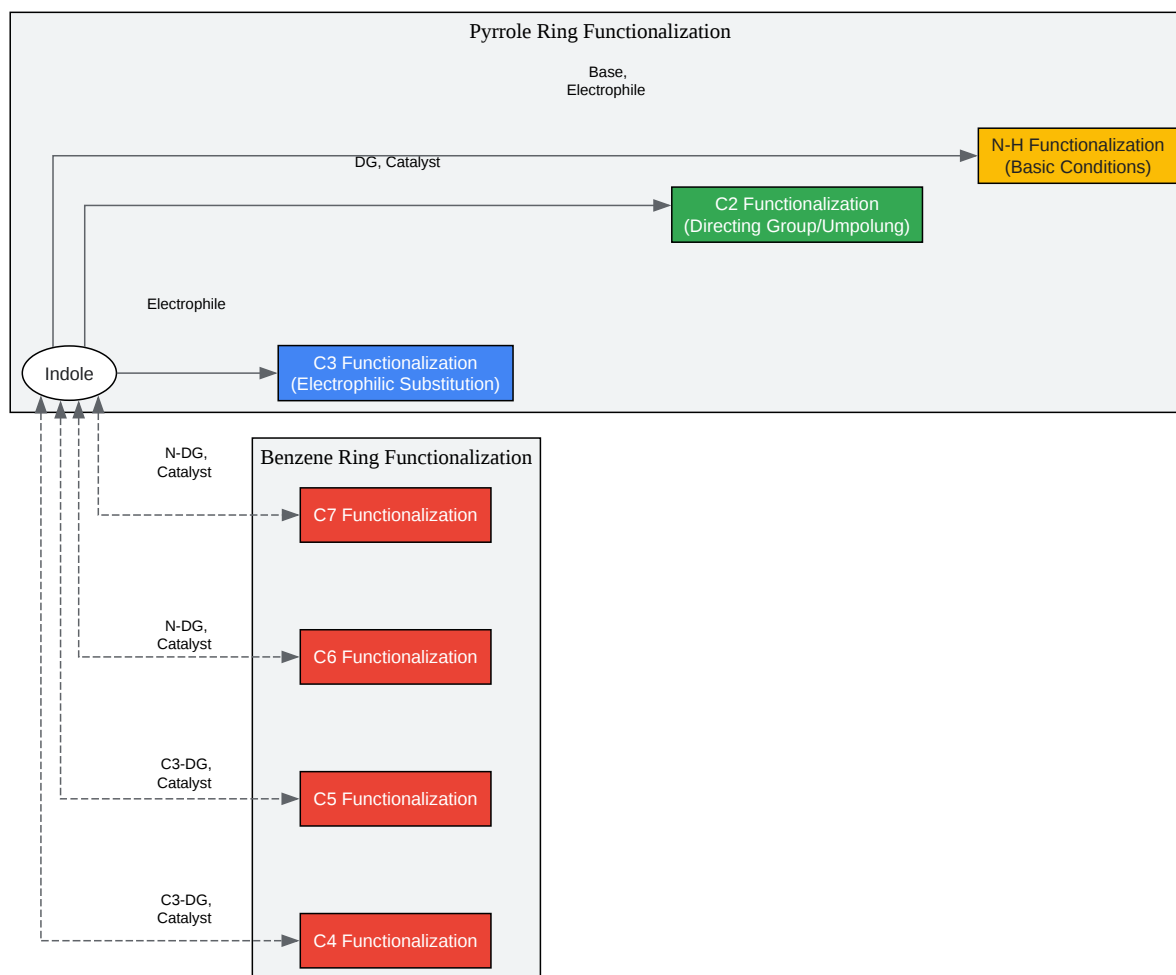 Pyrrole Ring Functionalization
Base,
Electrophile
N-H Functionalization
(Basic Conditions)
DG, Catalyst
C2 Functionalization
(Directing Group/Umpolung)
Electrophile
Indole
C3 Functionalization
(Electrophilic Substitution)
Benzene Ring Functionalization
N-DG,
Catalyst
C7 Functionalization
N-DG,
Catalyst
C6 Functionalization
C3-DG,
Catalyst
C5 Functionalization
C3-DG,
Catalyst
C4 Functionalization